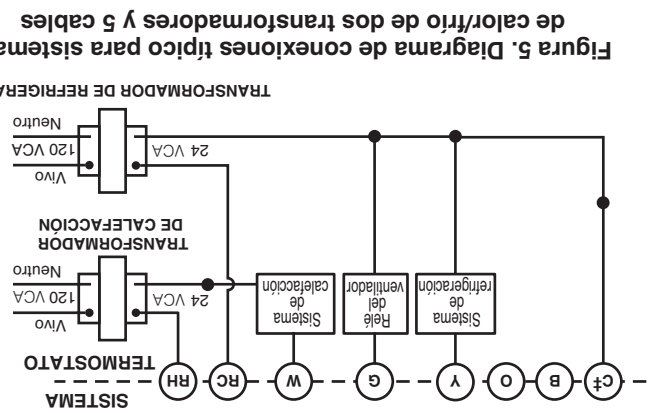 SISTEMA
C‡ B O Y G W RC RH
TERMOSTATO
Sistema
de
refrigeración
Relé
del
ventilador
Sistema
de
calefacción
24 VCA
Vivo
120 VCA
Neutro
TRANSFORMADOR
DE CALEFACCIÓN
24 VCA
Vivo
120 VCA
Neutro
TRANSFORMADOR DE REFRIGERA
Figura 5. Diagrama de conexiones típico para sistema
de calor/frío de dos transformadores y 5 cables